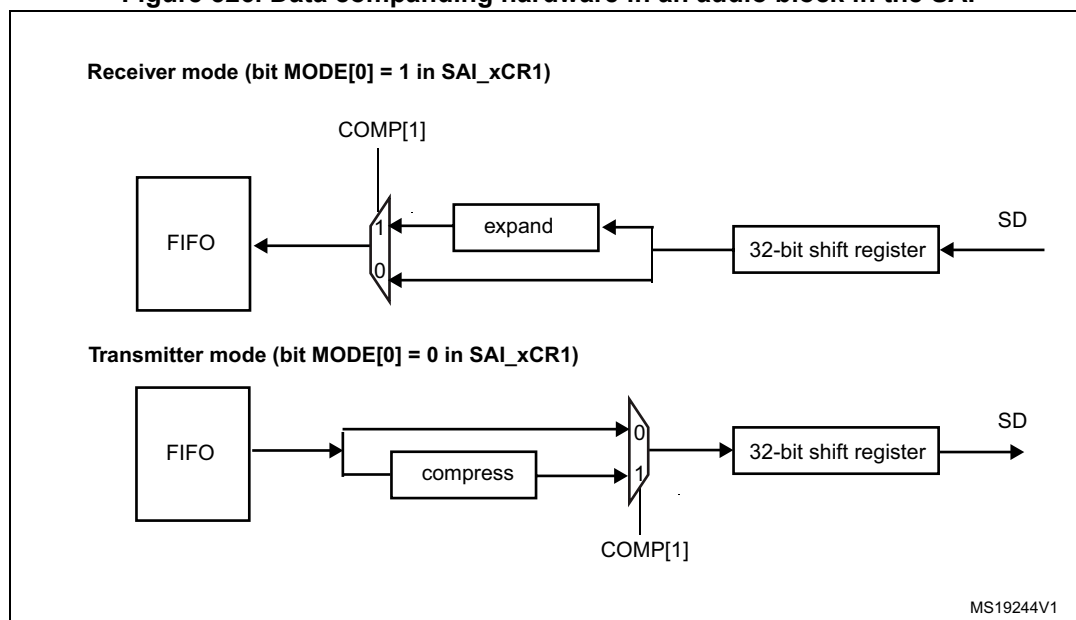 Receiver mode (bit MODE[0] = 1 in SAI_xCR1)
COMP[1]
FIFO
1
0
expand
32-bit shift register
SD
Transmitter mode (bit MODE[0] = 0 in SAI_xCR1)
FIFO
compress
0
1
32-bit shift register
SD
COMP[1]
MS19244V1